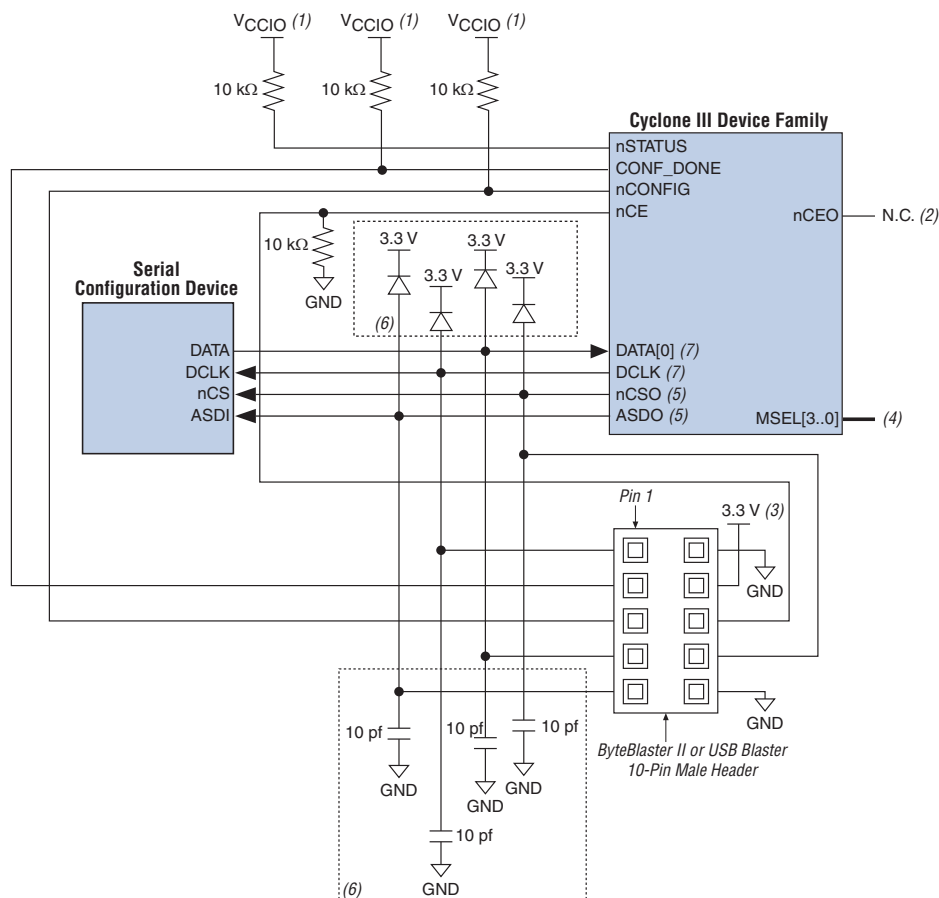 VCCIO (1) VCCIO (1) VCCIO (1)
10 kΩ 10 kΩ 10 kΩ
Cyclone III Device Family
nSTATUS
CONF_DONE
nCONFIG
nCE
nCEO N.C. (2)
10 kΩ
GND
3.3 V 3.3 V
3.3 V 3.3 V
(6)
Serial
Configuration Device
DATA DATA[0] (7)
DCLK DCLK (7)
nCS nCSO (5)
ASDI ASDO (5)
MSEL[3..0] (4)
Pin 1
3.3 V (3)
GND
GND
10 pf 10 pf 10 pf
GND GND GND
10 pf
GND
(6)
ByteBlaster II or USB Blaster
10-Pin Male Header